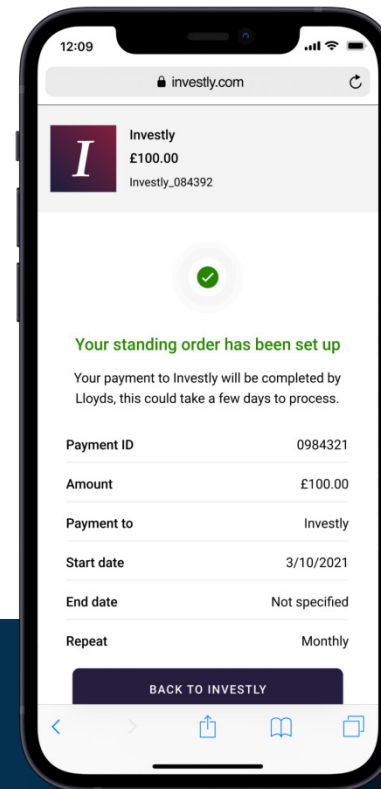 12:09
investly.com
I
Investly
£100.00
Investly_084392
Your standing order has been set up
Your payment to Investly will be completed by
Lloyds, this could take a few days to process.
Payment ID 0984321
Amount £100.00
Payment to Investly
Start date 3/10/2021
End date Not specified
Repeat Monthly
BACK TO INVESTLY